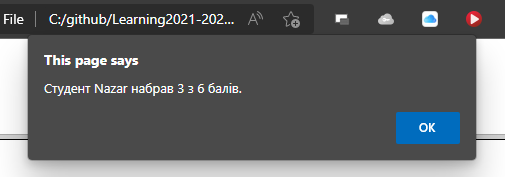 File C:/github/Learning2021-202...
This page says
Студент Nazar набрав 3 з 6 балів.
OK